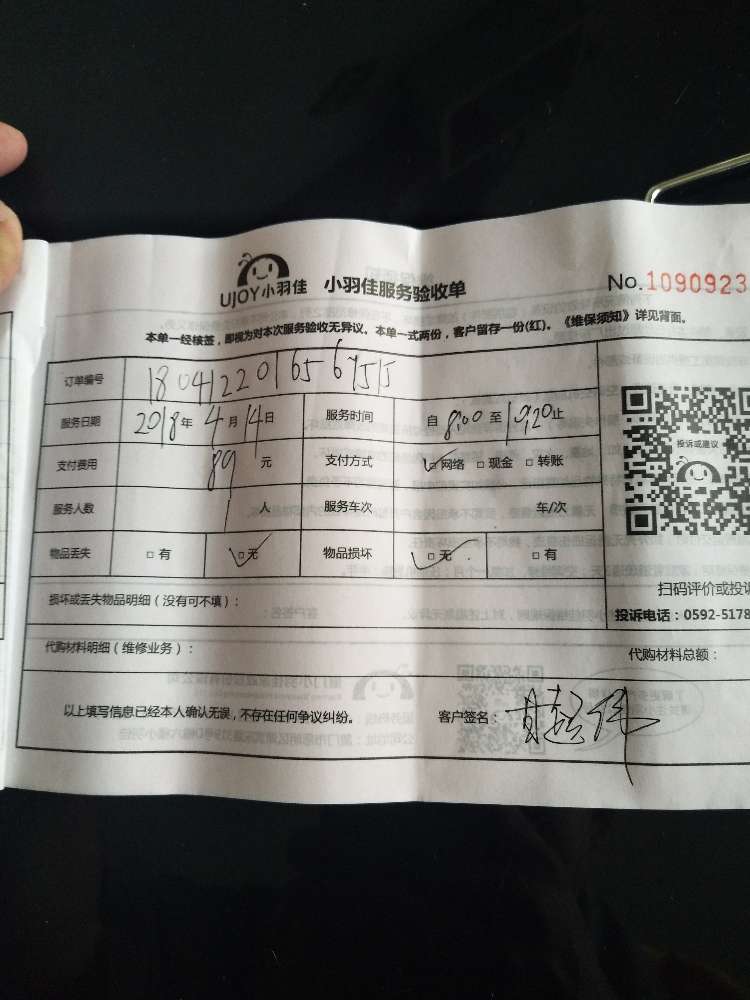 UJOY小羽佳 小羽佳服务验收单 No.1090923
本单一经核签,即视为对本次服务验收无异议。本单一式两份,客户留存一份(红)。《维保须知》详见背面。
订单编号 180412201656755
服务日期 2018年4月14日 服务时间 自8:00至19:20止
投诉或建议
支付费用 89元 支付方式 □网络 □现金 □转账
服务人数 1人 服务车次 车/次
物品丢失 □有 □无 物品损坏 □无 □有
扫码评价或投诉
损坏或丢失物品明细(没有可不填):
投诉电话:0592-5178
代购材料明细(维修业务): 代购材料总额:
以上填写信息已经本人确认无误,不存在任何争议纠纷。 客户签名: